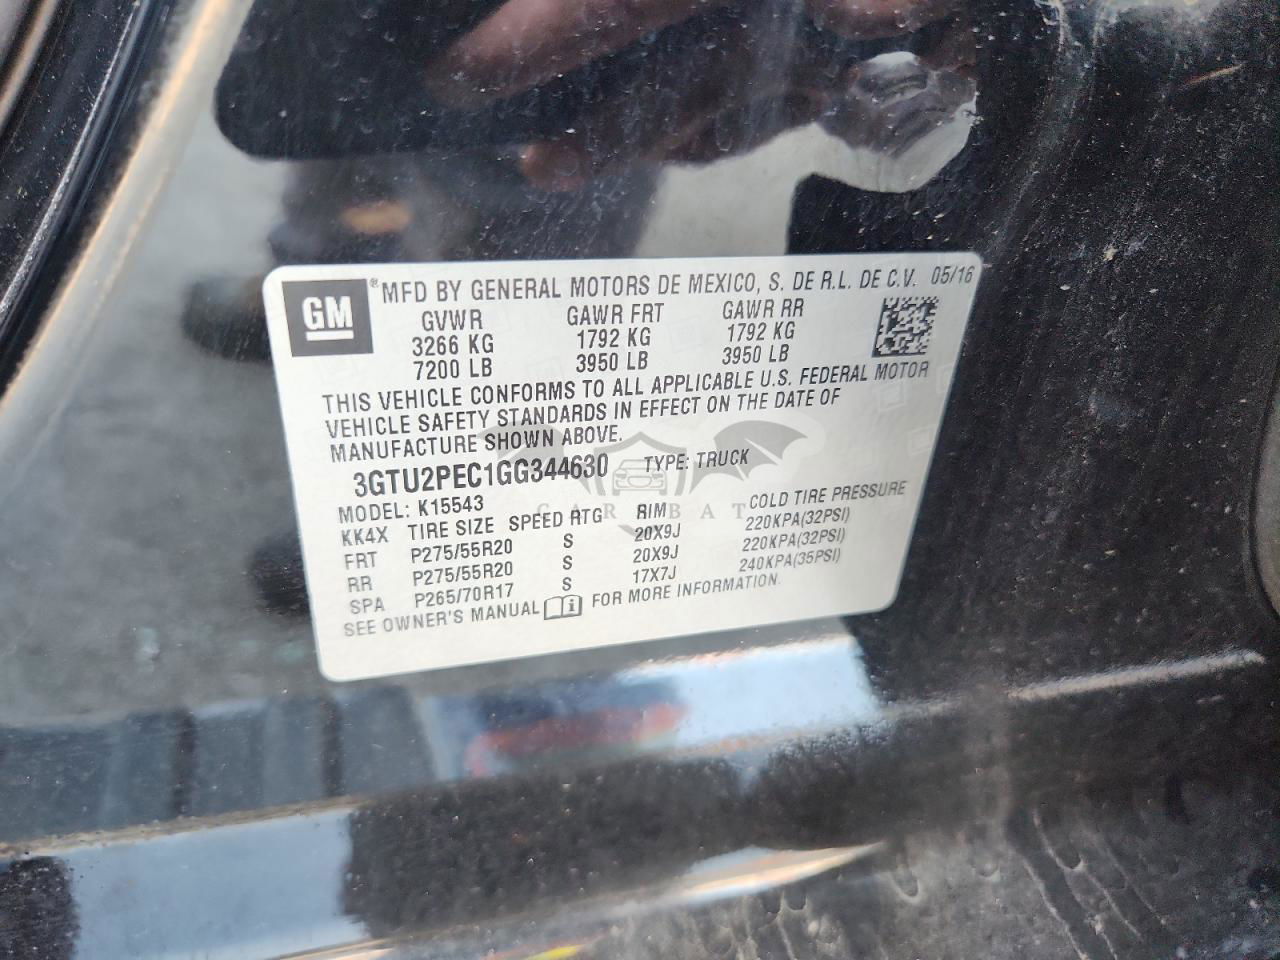 GM ® MFD BY GENERAL MOTORS DE MEXICO, S. DE R.L. DE C.V. 05/16
GVWR GAWR FRT GAWR RR
3266 KG 1792 KG 1792 KG
7200 LB 3950 LB 3950 LB
THIS VEHICLE CONFORMS TO ALL APPLICABLE U.S. FEDERAL MOTOR
VEHICLE SAFETY STANDARDS IN EFFECT ON THE DATE OF
MANUFACTURE SHOWN ABOVE.
3GTU2PEC1GG344630 TYPE: TRUCK
MODEL: K15543
CAR BAT
KK4X TIRE SIZE SPEED RTG RIM COLD TIRE PRESSURE
FRT P275/55R20 S 20X9J 220KPA(32PSI)
RR P275/55R20 S 20X9J 220KPA(32PSI)
SPA P265/70R17 S 17X7J 240KPA(35PSI)
SEE OWNER'S MANUAL FOR MORE INFORMATION.